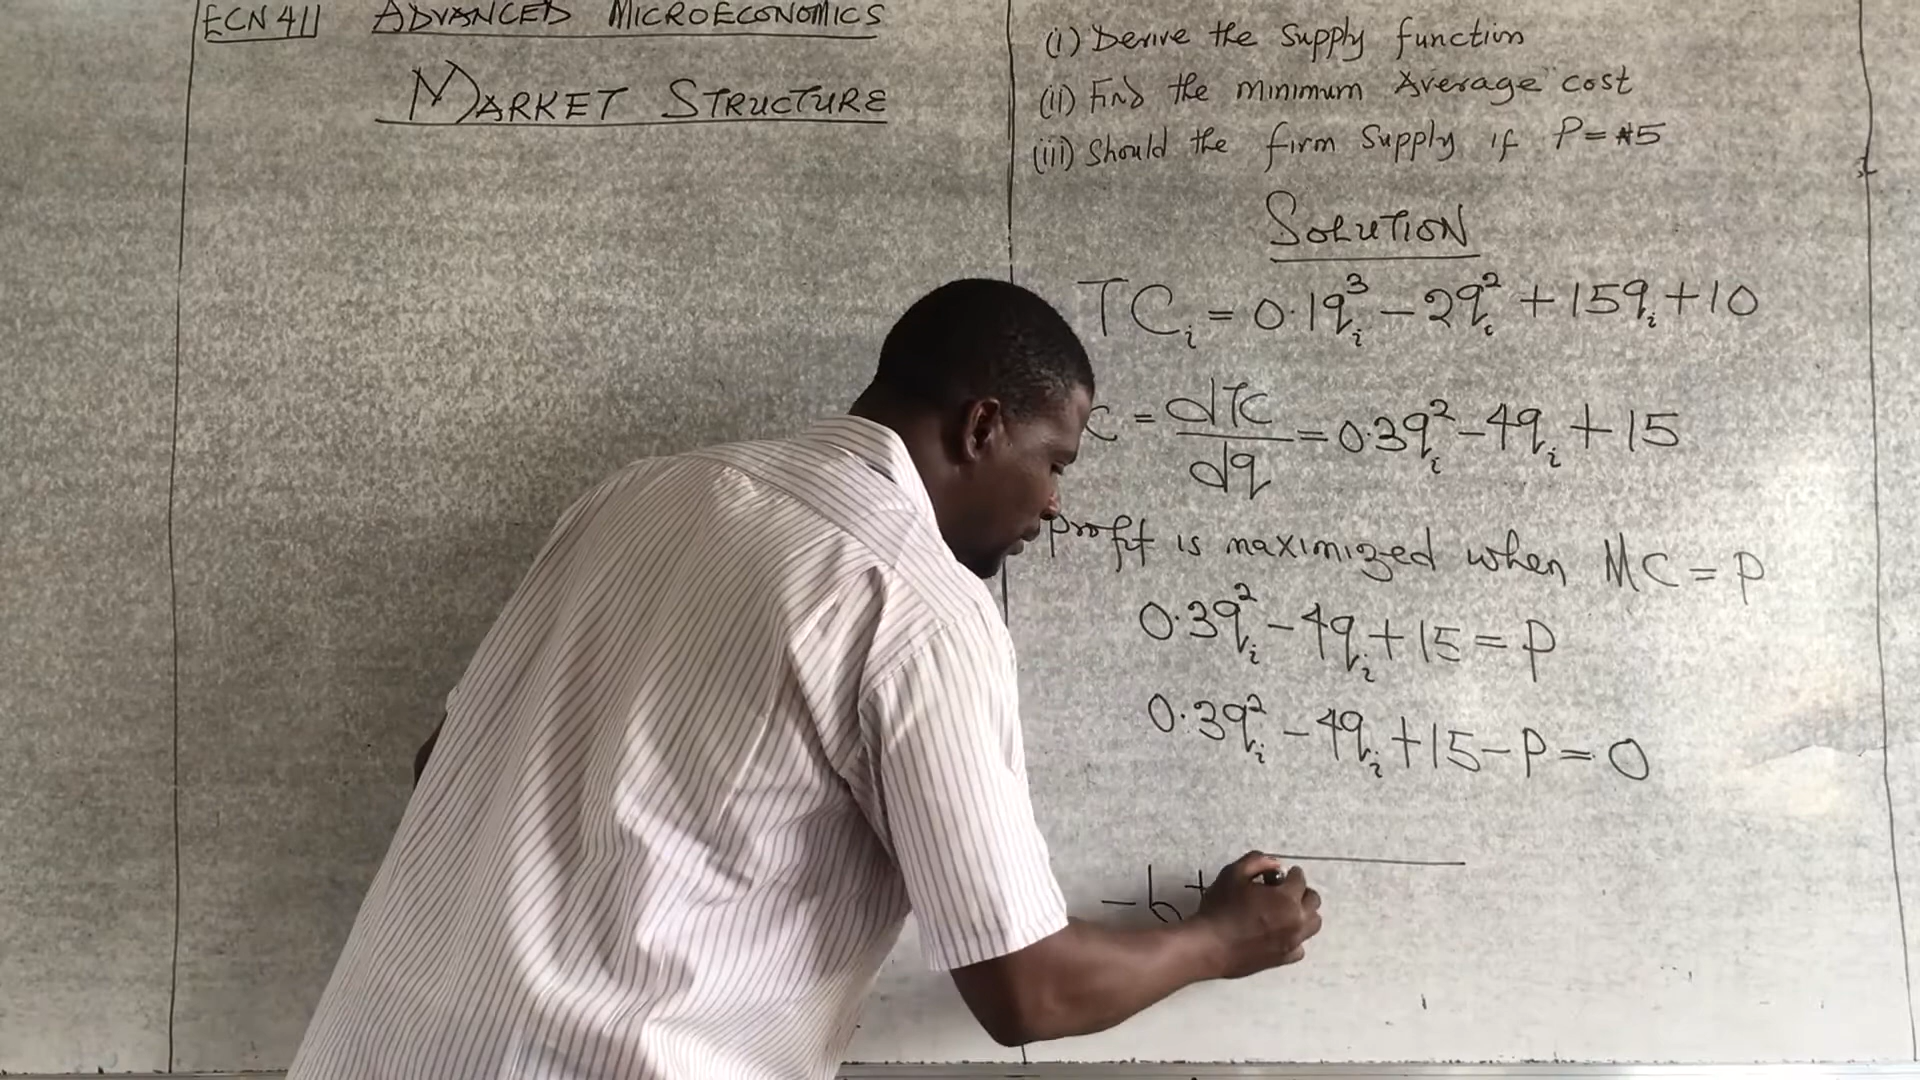 ECN 411 ADVANCED MICROECONOMICS
MARKET STRUCTURE
(i) Derive the supply function
(ii) Find the minimum Average cost
(iii) Should the firm supply if P = ₦5
SOLUTION
TCᵢ = 0.1qᵢ³ - 2qᵢ² + 15qᵢ + 10
C = dTC/dq = 0.3qᵢ² - 4qᵢ + 15
profit is maximized when MC = P
0.3qᵢ² - 4qᵢ + 15 = P
0.3qᵢ² - 4qᵢ + 15 - P = 0
-b +